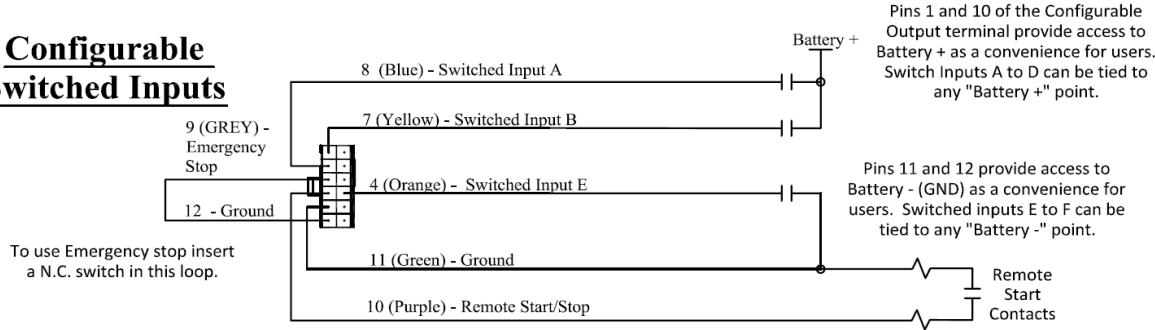 Configurable
Switched Inputs
Battery +
Pins 1 and 10 of the Configurable
Output terminal provide access to
Battery + as a convenience for users.
Switch Inputs A to D can be tied to
any "Battery +" point.
8 (Blue) - Switched Input A
7 (Yellow) - Switched Input B
9 (GREY) -
Emergency
Stop
4 (Orange) - Switched Input E
12 - Ground
Pins 11 and 12 provide access to
Battery - (GND) as a convenience for
users. Switched inputs E to F can be
tied to any "Battery -" point.
To use Emergency stop insert
a N.C. switch in this loop.
11 (Green) - Ground
10 (Purple) - Remote Start/Stop
Remote
Start
Contacts